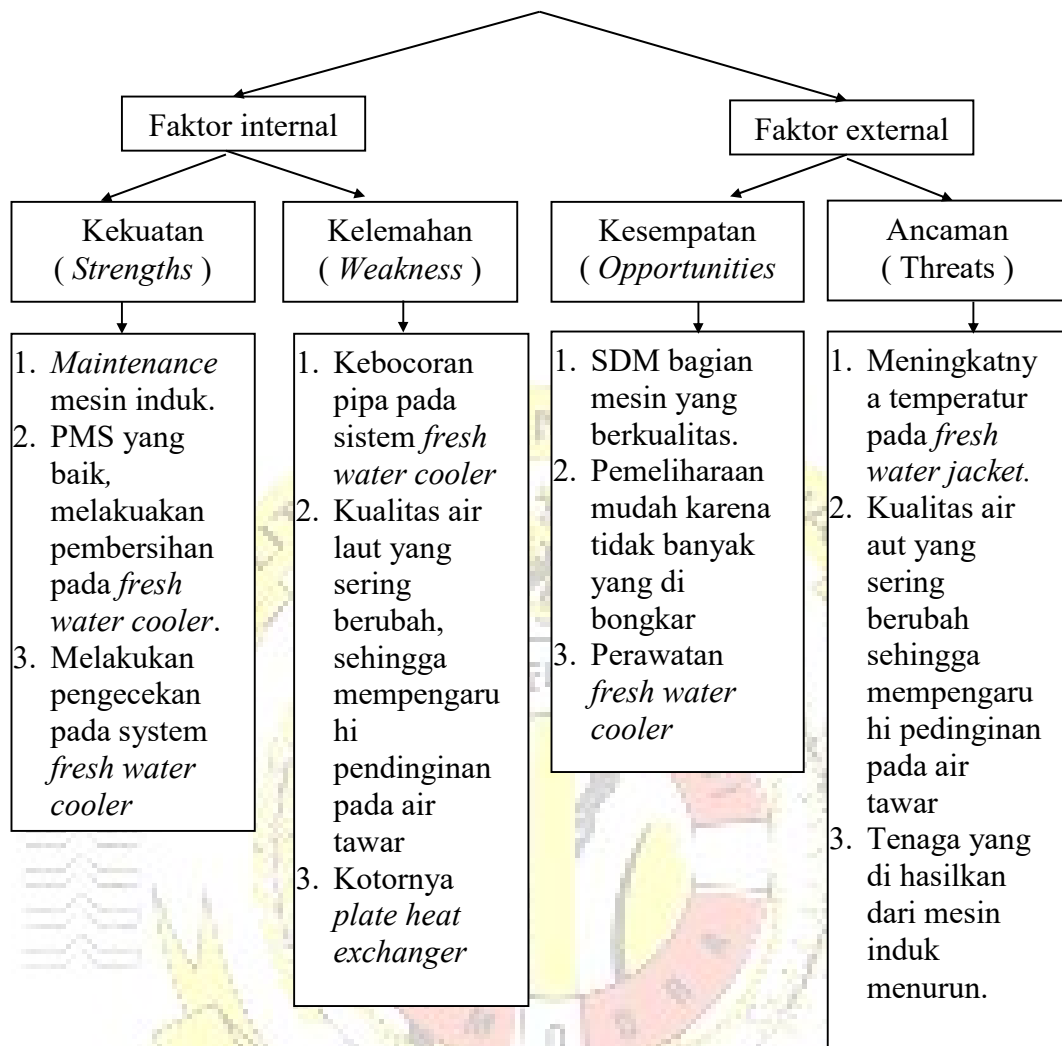 Faktor internal
Faktor external
Kekuatan
( Strengths )
Kelemahan
( Weakness )
Kesempatan
( Opportunities
Ancaman
( Threats )
1. Maintenance
mesin induk.
2. PMS yang
baik,
melakuakan
pembersihan
pada fresh
water cooler.
3. Melakukan
pengecekan
pada system
fresh water
cooler
1. Kebocoran
pipa pada
sistem fresh
water cooler
2. Kualitas air
laut yang
sering
berubah,
sehingga
mempengaru
hi
pendinginan
pada air
tawar
3. Kotornya
plate heat
exchanger
1. SDM bagian
mesin yang
berkualitas.
2. Pemeliharaan
mudah karena
tidak banyak
yang di
bongkar
3. Perawatan
fresh water
cooler
1. Meningkatny
a temperatur
pada fresh
water jacket.
2. Kualitas air
aut yang
sering
berubah
sehingga
mempengaru
hi pedinginan
pada air
tawar
3. Tenaga yang
di hasilkan
dari mesin
induk
menurun.